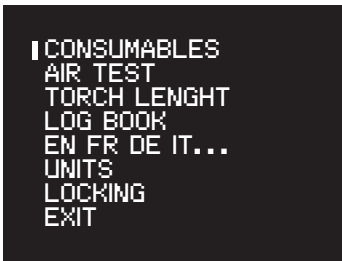 CONSUMABLES
AIR TEST
TORCH LENGHT
LOG BOOK
EN FR DE IT...
UNITS
LOCKING
EXIT